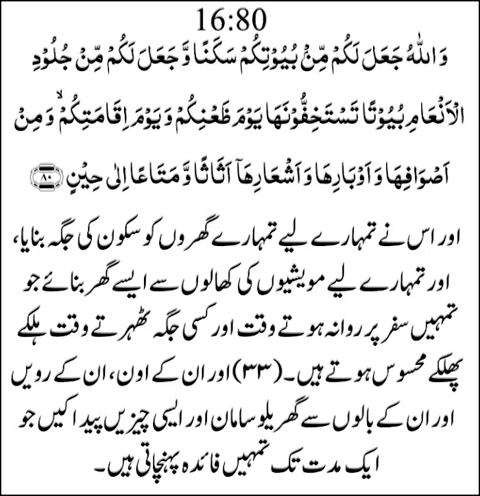 16:80
وَاللّٰهُ جَعَلَ لَكُمْ مِّنْۢ بُيُوْتِكُمْ سَكَنًا وَّجَعَلَ لَكُمْ مِّنْ جُلُوْدِ
الْاَنْعَامِ بُيُوْتًا تَسْتَخِفُّوْنَهَا يَوْمَ ظَعْنِكُمْ وَيَوْمَ اِقَامَتِكُمْ ۙ وَمِنْ
اَصْوَافِهَا وَاَوْبَارِهَا وَاَشْعَارِهَاۤ اَثَاثًا وَّمَتَاعًا اِلٰى حِيْنٍ ۸۰
اور اس نے تمہارے لیے تمہارے گھروں کو سکون کی جگہ بنایا،
اور تمہارے لیے مویشیوں کی کھالوں سے ایسے گھر بنائے جو
تمہیں سفر پر روانہ ہوتے وقت اور کسی جگہ ٹھہرتے وقت ہلکے
پھلکے محسوس ہوتے ہیں۔ (۳۳) اور ان کے اون، ان کے رویں
اور ان کے بالوں سے گھریلو سامان اور ایسی چیزیں پیدا کیں جو
ایک مدت تک تمہیں فائدہ پہنچاتی ہیں۔